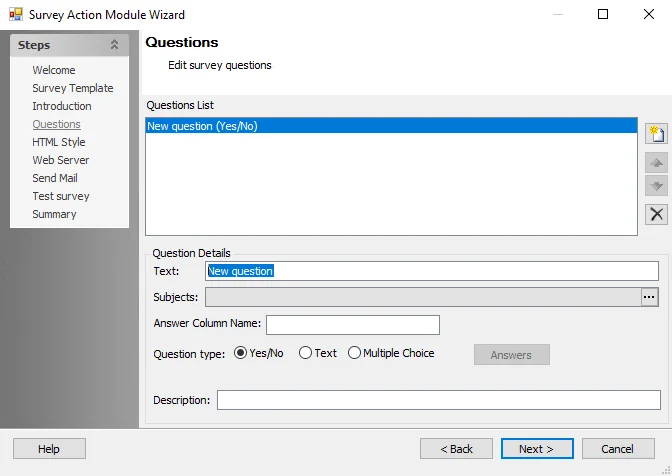 Survey Action Module Wizard
Steps
Welcome
Survey Template
Introduction
Questions
HTML Style
Web Server
Send Mail
Test survey
Summary
Questions
Edit survey questions
Questions List
New question (Yes/No)
Question Details
Text: New question
Subjects: ...
Answer Column Name:
Question type: Yes/No Text Multiple Choice Answers
Description:
Help < Back Next > Cancel